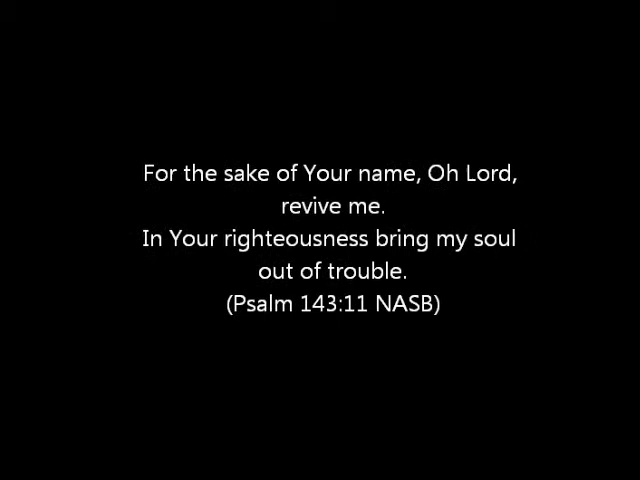 For the sake of Your name, Oh Lord,
revive me.
In Your righteousness bring my soul
out of trouble.
(Psalm 143:11 NASB)